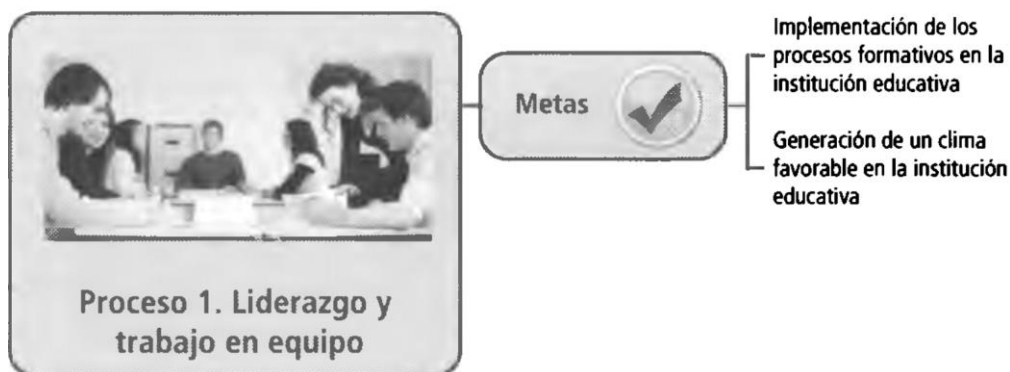 Proceso 1. Liderazgo y
trabajo en equipo
Metas
Implementación de los
procesos formativos en la
institución educativa
Generación de un clima
favorable en la institución
educativa